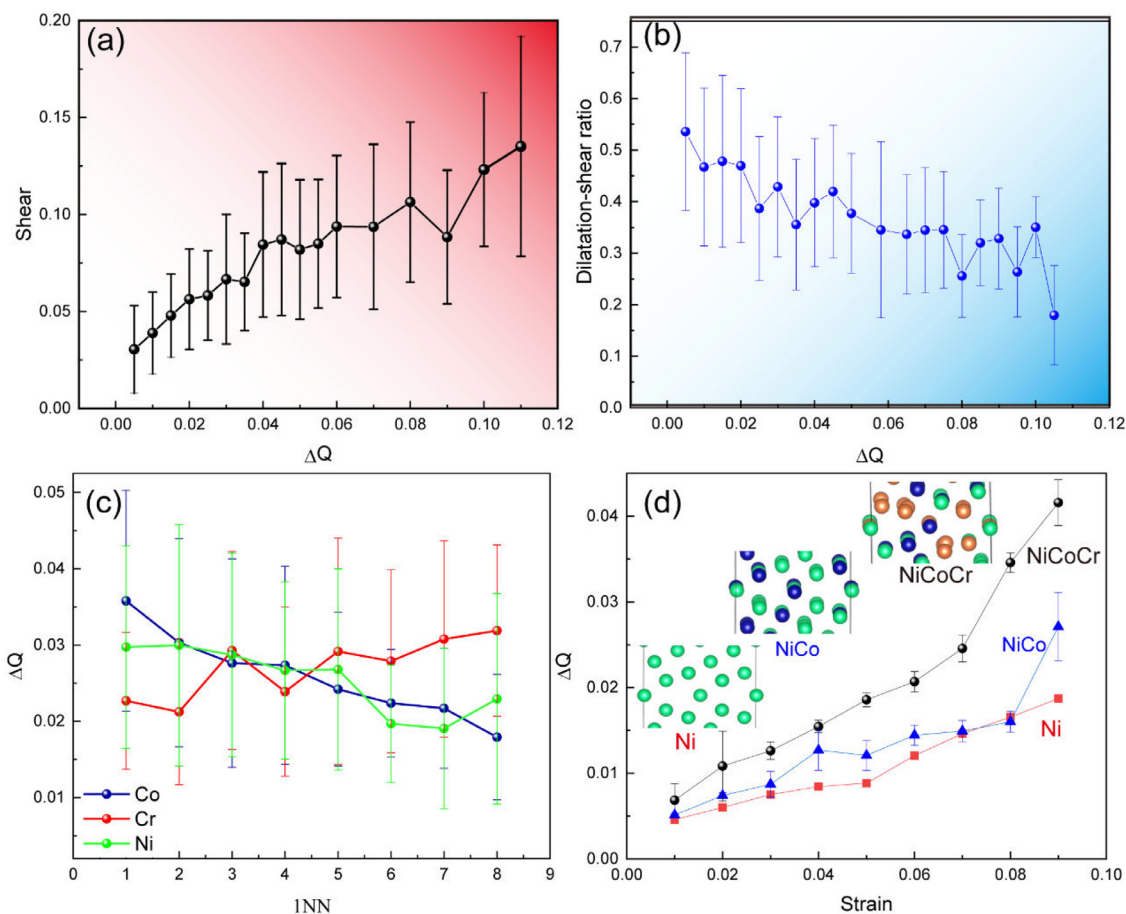 (a)
0.20
0.15
0.10
0.05
0.00
Shear
0.00 0.02 0.04 0.06 0.08 0.10 0.12
ΔQ
(b)
0.7
0.6
0.5
0.4
0.3
0.2
0.1
0.0
Dilatation-shear ratio
0.00 0.02 0.04 0.06 0.08 0.10 0.12
ΔQ
(c)
0.05
0.04
0.03
0.02
0.01
ΔQ
Co
Cr
Ni
0 1 2 3 4 5 6 7 8 9
1NN
(d)
0.04
0.03
0.02
0.01
0.00
ΔQ
NiCoCr
NiCoCr
NiCo
NiCo
Ni
Ni
0.00 0.02 0.04 0.06 0.08 0.10
Strain